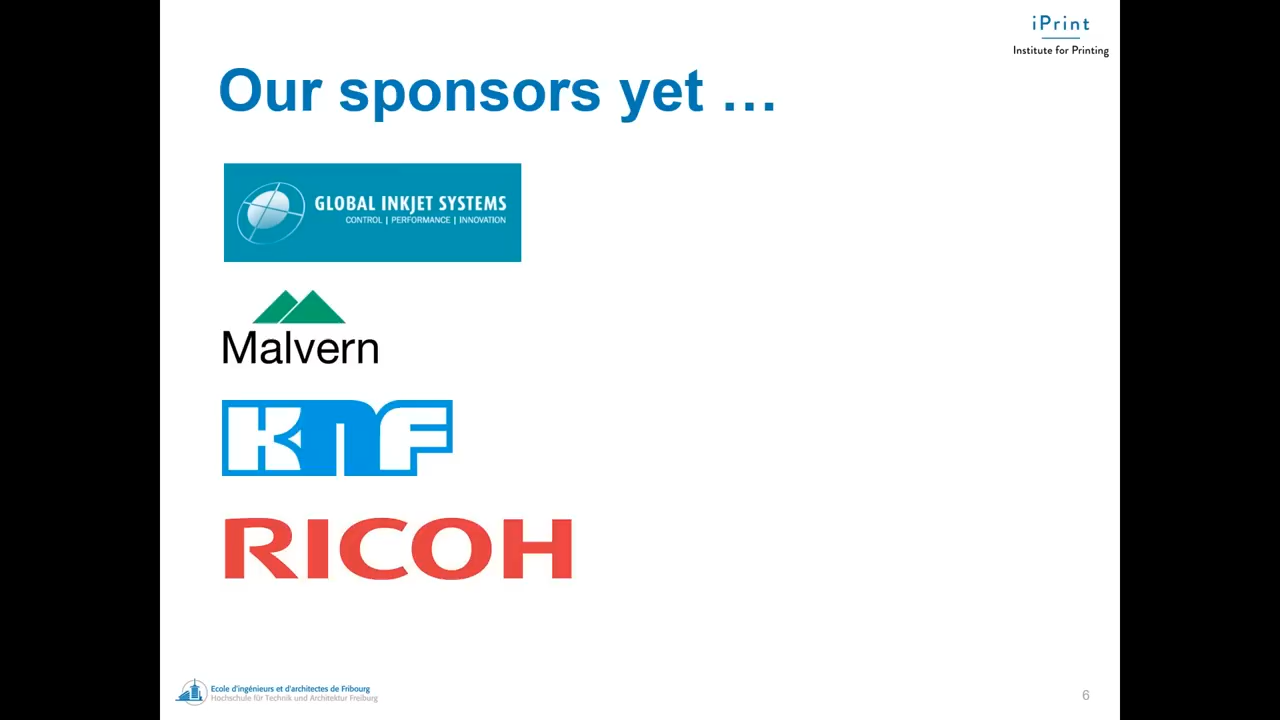 iPrint
Institute for Printing
Our sponsors yet …
GLOBAL INKJET SYSTEMS
CONTROL | PERFORMANCE | INNOVATION
Malvern
KNF
RICOH
Ecole d'ingénieurs et d'architectes de Fribourg
Hochschule für Technik und Architektur Freiburg
6